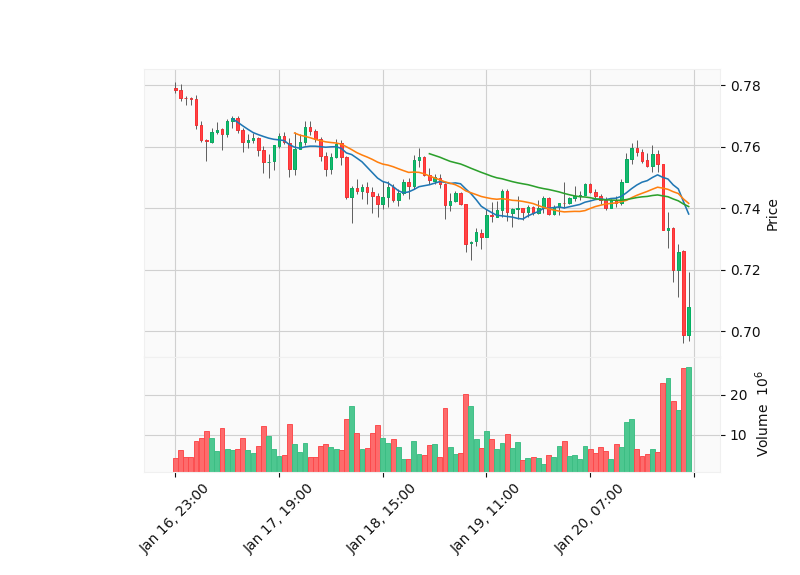 0.78
0.76
0.74
0.72
0.70
Price
20
10
Volume 10^6
Jan 16, 23:00
Jan 17, 19:00
Jan 18, 15:00
Jan 19, 11:00
Jan 20, 07:00